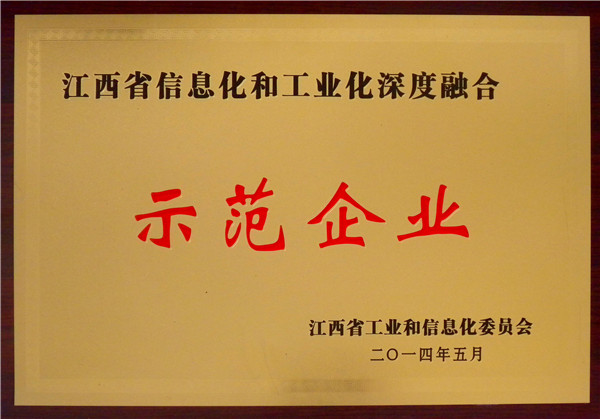 江西省信息化和工业化深度融合
示范企业
江西省工业和信息化委员会
二〇一四年五月